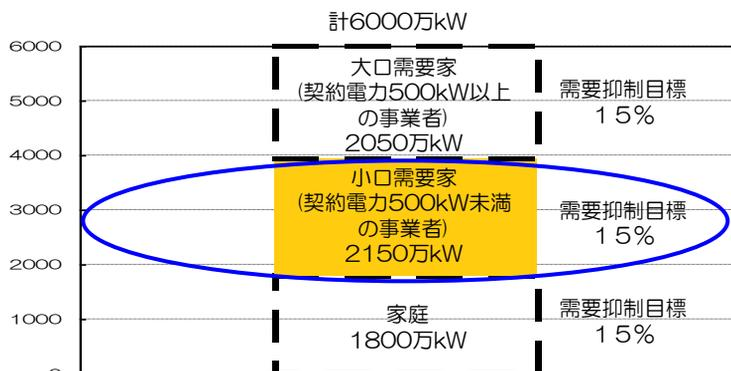 計6000万kW
6000
大口需要家
(契約電力500kW以上
の事業者)
2050万kW
需要抑制目標
15%
5000
4000
小口需要家
(契約電力500kW未満
の事業者)
2150万kW
需要抑制目標
15%
3000
2000
家庭
1800万kW
需要抑制目標
15%
1000